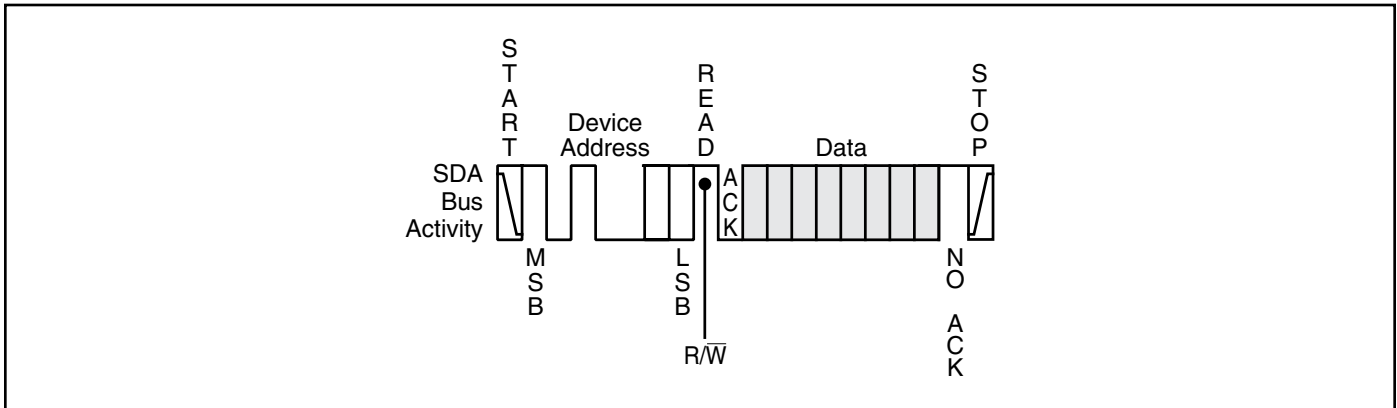 START
Device
Address
READ
Data
STOP
SDA
Bus
Activity
ACK
MSB
LSB
R/W̅
NO ACK